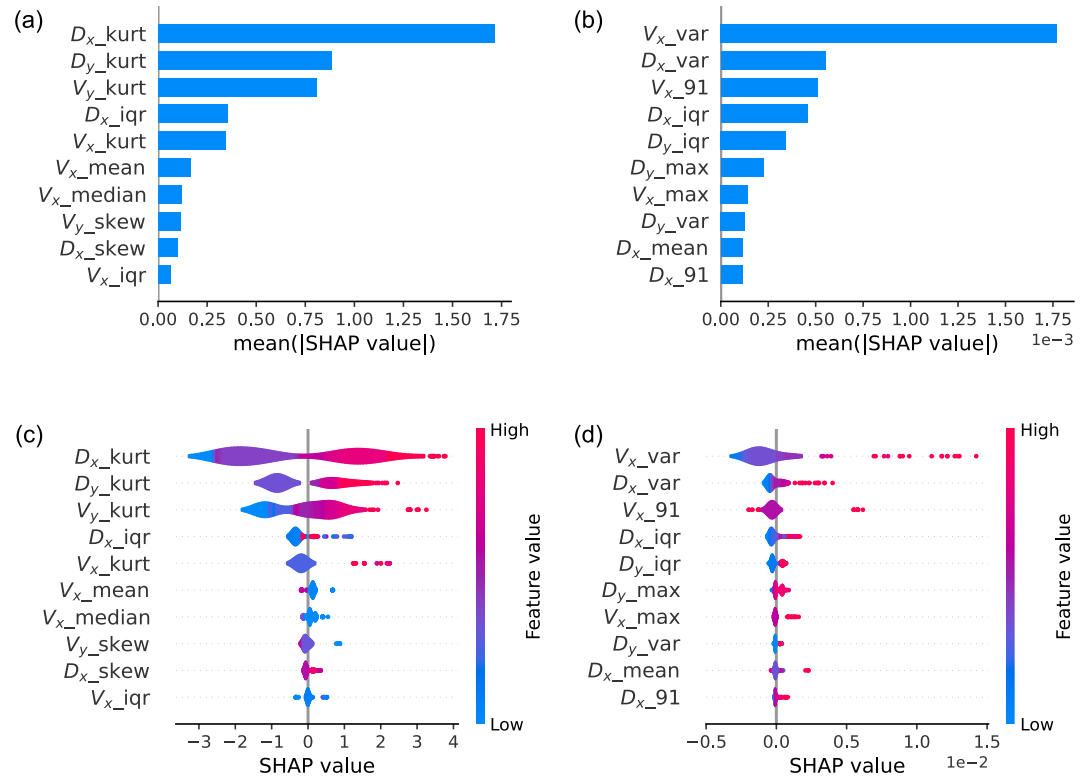 (a)
D_x_kurt
D_y_kurt
V_y_kurt
D_x_iqr
V_x_kurt
V_x_mean
V_x_median
V_y_skew
D_x_skew
V_x_iqr
0.00 0.25 0.50 0.75 1.00 1.25 1.50 1.75
mean(|SHAP value|)
(b)
V_x_var
D_x_var
V_x_91
D_x_iqr
D_y_iqr
D_y_max
V_x_max
D_y_var
D_x_mean
D_x_91
0.00 0.25 0.50 0.75 1.00 1.25 1.50 1.75
mean(|SHAP value|) 1e−3
(c)
D_x_kurt
D_y_kurt
V_y_kurt
D_x_iqr
V_x_kurt
V_x_mean
V_x_median
V_y_skew
D_x_skew
V_x_iqr
−3 −2 −1 0 1 2 3 4
SHAP value
High
Feature value
Low
(d)
V_x_var
D_x_var
V_x_91
D_x_iqr
D_y_iqr
D_y_max
V_x_max
D_y_var
D_x_mean
D_x_91
−0.5 0.0 0.5 1.0 1.5
SHAP value 1e−2
High
Feature value
Low